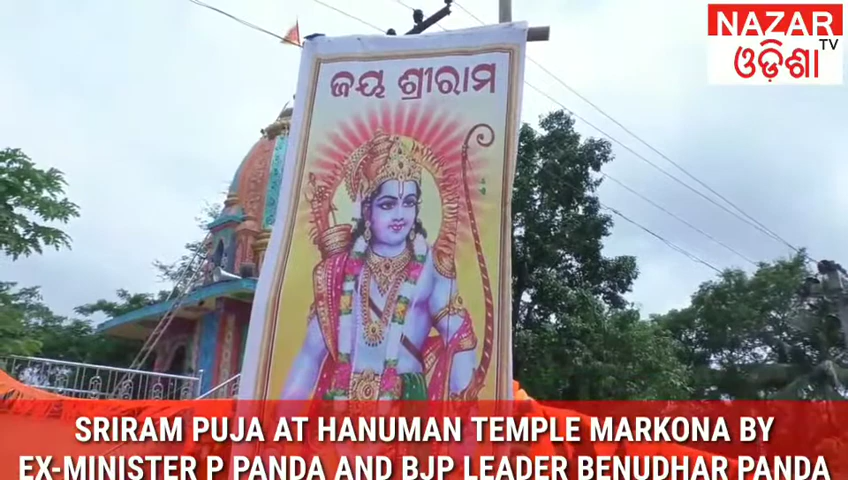 NAZAR
ଓଡ଼ିଶା TV
ଜୟ ଶ୍ରୀରାମ
SRIRAM PUJA AT HANUMAN TEMPLE MARKONA BY
EX-MINISTER P PANDA AND BJP LEADER BENUDHAR PANDA